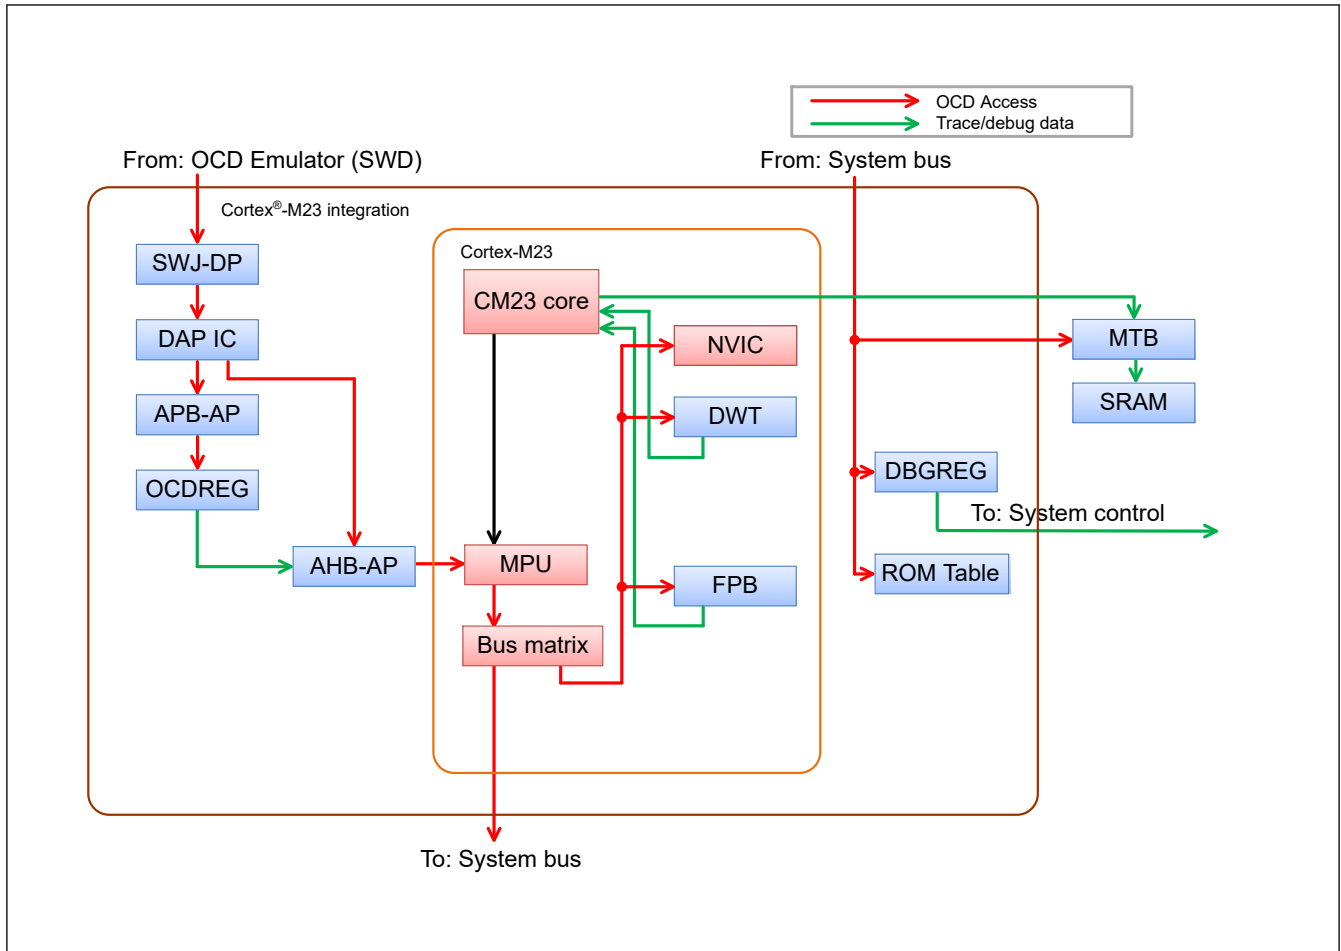 OCD Access
Trace/debug data
From: OCD Emulator (SWD)
From: System bus
Cortex®-M23 integration
Cortex-M23
SWJ-DP
CM23 core
DAP IC
NVIC
MTB
APB-AP
DWT
SRAM
OCDREG
DBGREG
To: System control
AHB-AP
MPU
FPB
ROM Table
Bus matrix
To: System bus